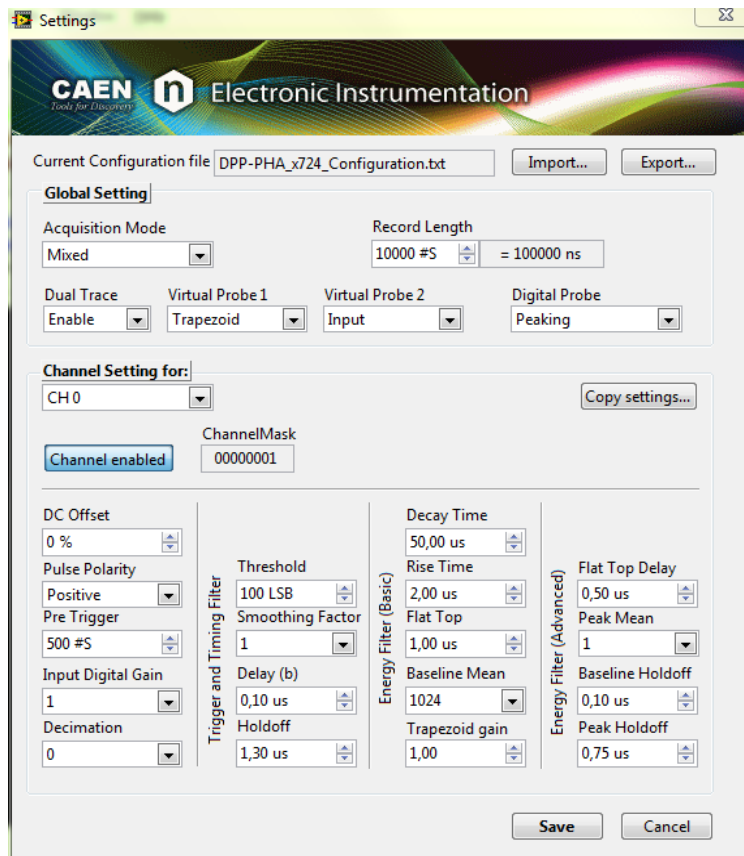 Settings
CAEN
Tools for Discovery
n
Electronic Instrumentation
Current Configuration file DPP-PHA_x724_Configuration.txt Import... Export...
Global Setting
Acquisition Mode Record Length
Mixed 10000 #S = 100000 ns
Dual Trace Virtual Probe 1 Virtual Probe 2 Digital Probe
Enable Trapezoid Input Peaking
Channel Setting for:
CH 0 Copy settings...
ChannelMask
Channel enabled 00000001
DC Offset
0 %
Pulse Polarity
Positive
Pre Trigger
500 #S
Input Digital Gain
1
Decimation
0
Trigger and Timing Filter
Threshold
100 LSB
Smoothing Factor
1
Delay (b)
0,10 us
Holdoff
1,30 us
Energy Filter (Basic)
Decay Time
50,00 us
Rise Time
2,00 us
Flat Top
1,00 us
Baseline Mean
1024
Trapezoid gain
1,00
Energy Filter (Advanced)
Flat Top Delay
0,50 us
Peak Mean
1
Baseline Holdoff
0,10 us
Peak Holdoff
0,75 us
Save Cancel